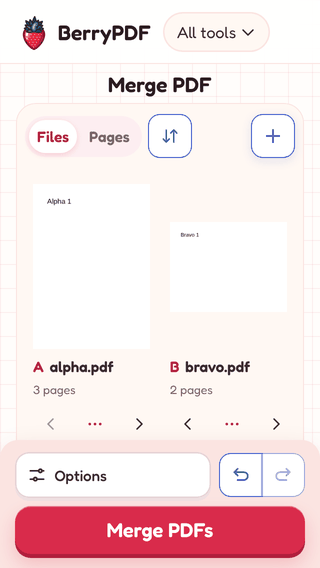 BerryPDF
All tools
Merge PDF
Files
Pages
Alpha 1
Bravo 1
A alpha.pdf
B bravo.pdf
3 pages
2 pages
Options
Merge PDFs